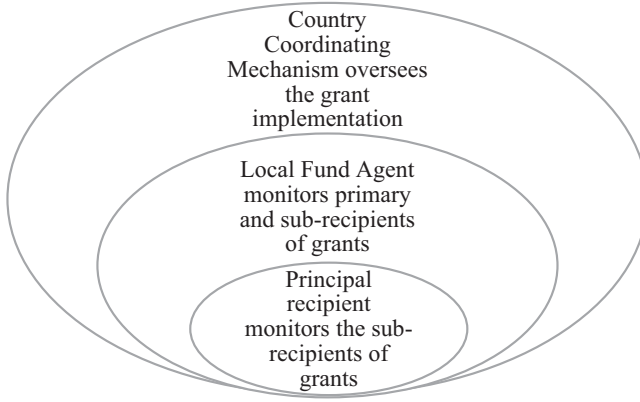 Country
Coordinating
Mechanism oversees
the grant
implementation
Local Fund Agent
monitors primary
and sub-recipients
of grants
Principal
recipient
monitors the sub-
recipients of
grants